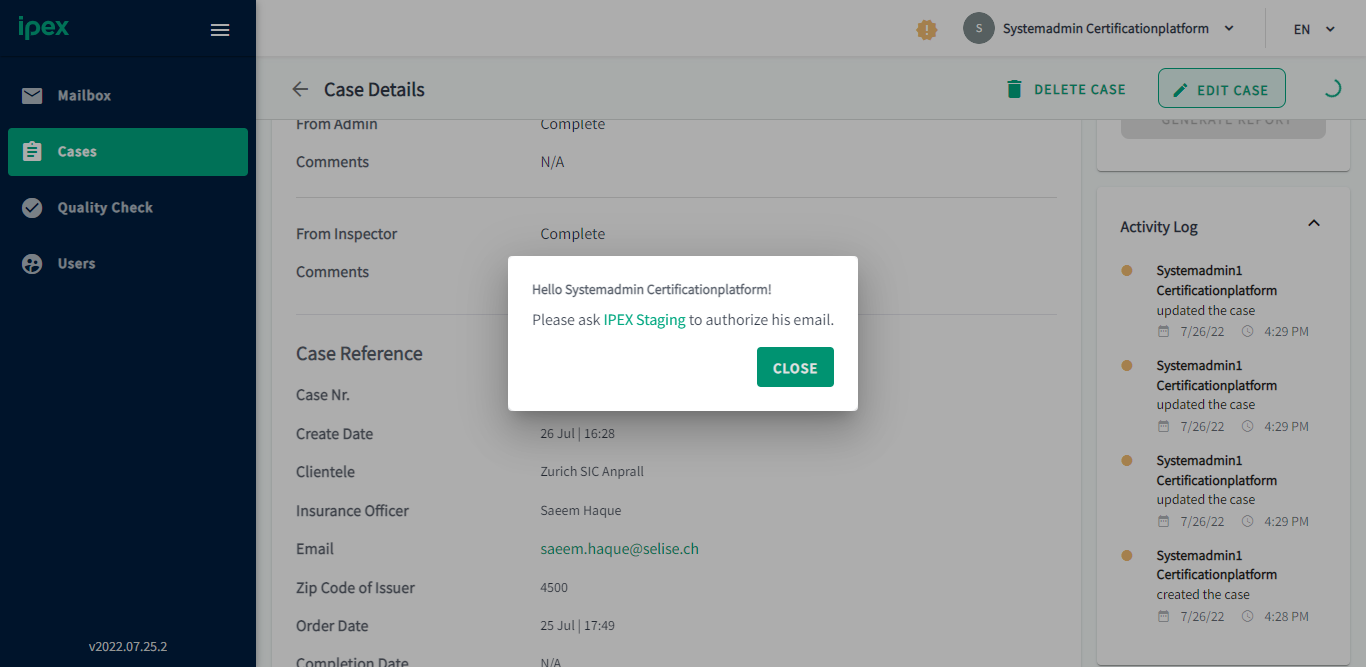 ipex
Systemadmin Certificationplatform
EN
Mailbox
Cases
Quality Check
Users
v2022.07.25.2
Case Details
DELETE CASE
EDIT CASE
From Admin Complete
Comments N/A
From Inspector Complete
Comments
Case Reference
Case Nr.
Create Date 26 Jul | 16:28
Clientele Zurich SIC Anprall
Insurance Officer Saeem Haque
Email saeem.haque@selise.ch
Zip Code of Issuer 4500
Order Date 25 Jul | 17:49
Completion Date N/A
Hello Systemadmin Certificationplatform!
Please ask IPEX Staging to authorize his email.
CLOSE
GENERATE REPORT
Activity Log
Systemadmin1
Certificationplatform
updated the case
7/26/22 4:29 PM
Systemadmin1
Certificationplatform
updated the case
7/26/22 4:29 PM
Systemadmin1
Certificationplatform
updated the case
7/26/22 4:29 PM
Systemadmin1
Certificationplatform
created the case
7/26/22 4:28 PM
S